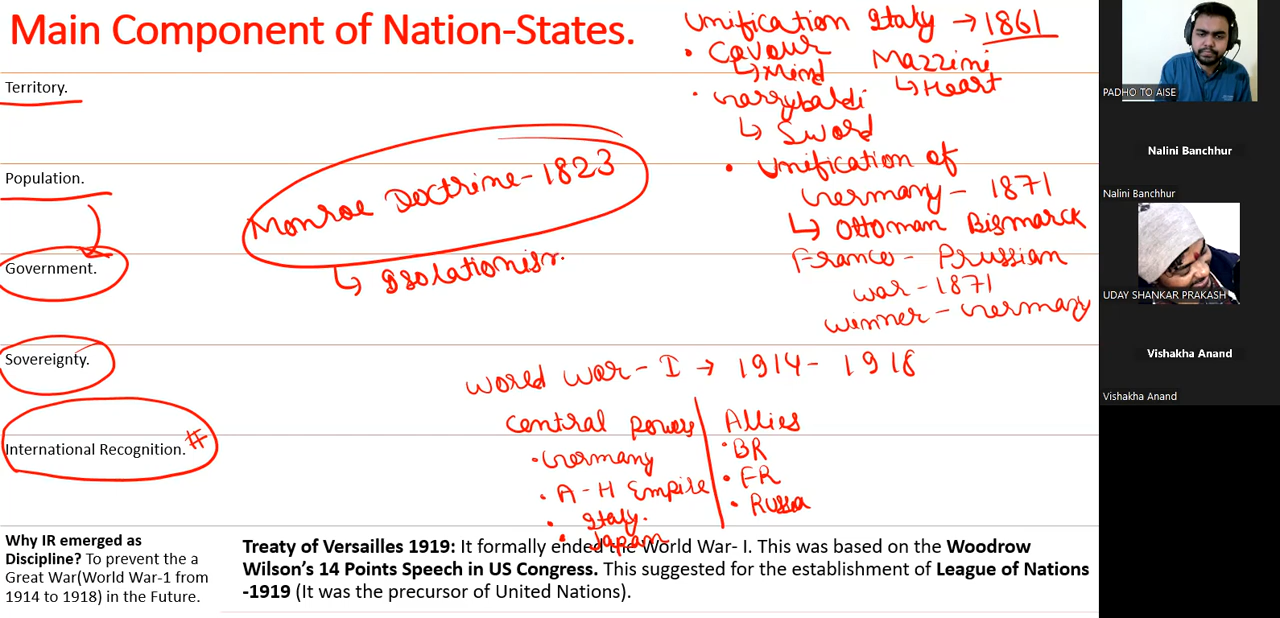 Main Component of Nation-States.
Territory.
Population.
Government.
Sovereignty.
International Recognition. #
Monroe Doctrine - 1823
↳ Isolationism
Unification Italy → 1861
• Cavour
↳ Mind
Mazzini
↳ Heart
• Garrybaldi
↳ Sword
• Unification of
Germany - 1871
↳ Ottoman Bismarck
France - Prussian
war - 1871
winner - Germany
World War - I → 1914 - 1918
Central Powers
• Germany
• A-H Empire
• Italy.
• Japan
Allies
• BR
• FR
• Russia
Why IR emerged as
Discipline? To prevent the a
Great War(World War-1 from
1914 to 1918) in the Future.
Treaty of Versailles 1919: It formally ended the World War- I. This was based on the Woodrow
Wilson's 14 Points Speech in US Congress. This suggested for the establishment of League of Nations
-1919 (It was the precursor of United Nations).
PADHO TO AISE
Nalini Banchhur
Nalini Banchhur
UDAY SHANKAR PRAKASH
Vishakha Anand
Vishakha Anand